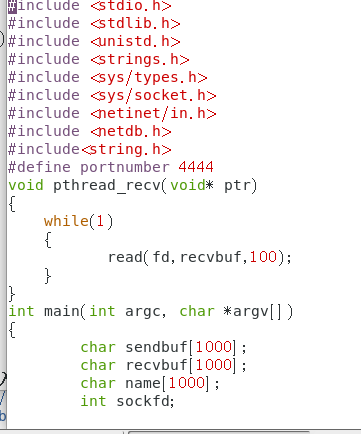 #include <stdio.h>
#include <stdlib.h>
#include <unistd.h>
#include <strings.h>
#include <sys/types.h>
#include <sys/socket.h>
#include <netinet/in.h>
#include <netdb.h>
#include<string.h>
#define portnumber 4444
void pthread_recv(void* ptr)
{
    while(1)
    {
           read(fd,recvbuf,100);
    }
}
int main(int argc, char *argv[])
{
        char sendbuf[1000];
        char recvbuf[1000];
        char name[1000];
        int sockfd;